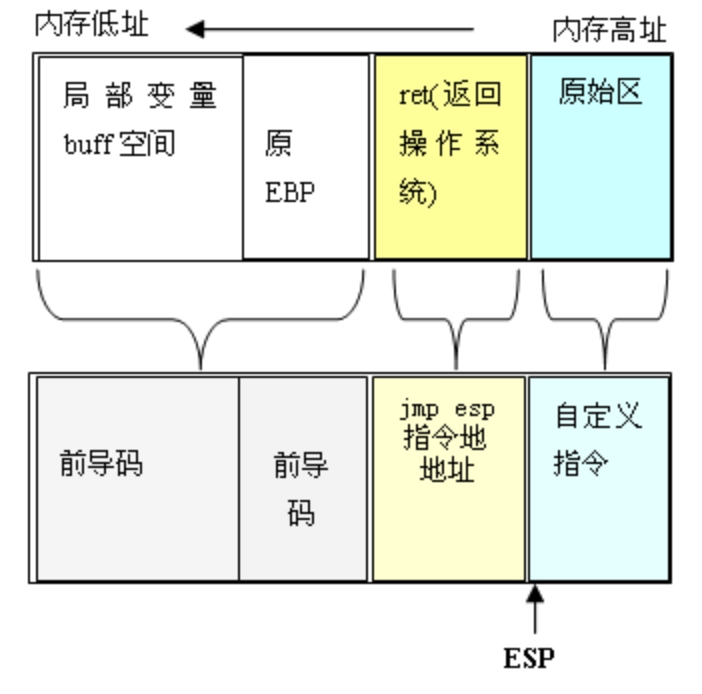 内存低址
内存高址
局部变量
buff空间
原
EBP
ret(返回
操作系
统)
原始区
前导码
前导
码
jmp esp
指令地
地址
自定义
指令
ESP